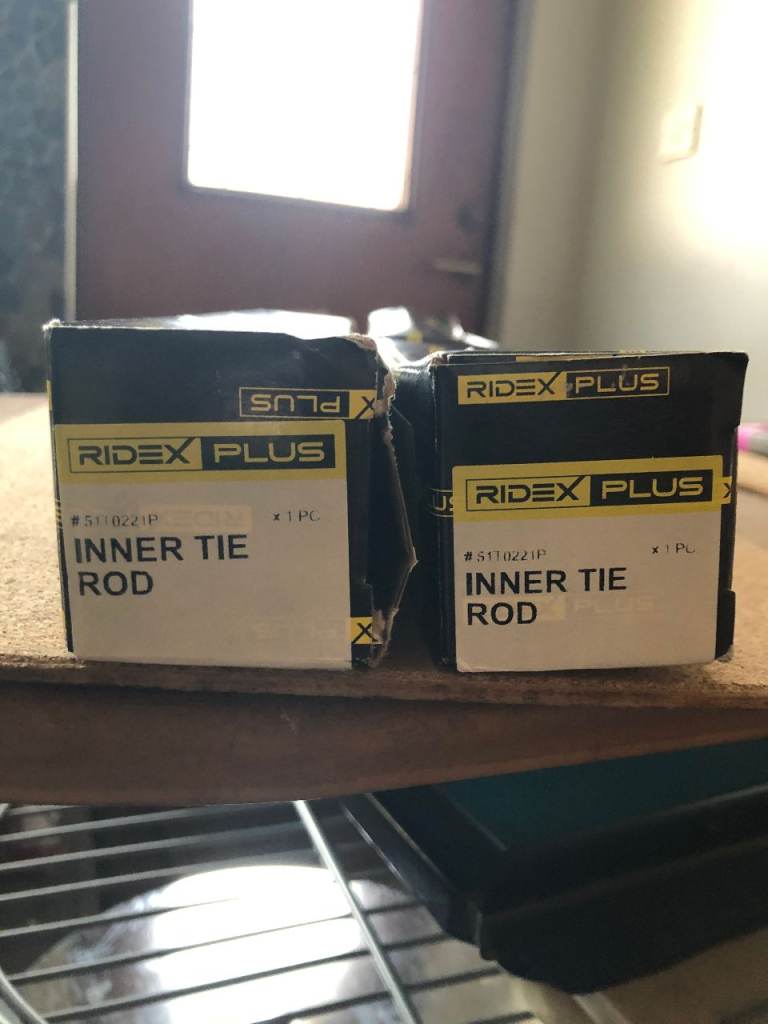 PLUS X
RIDEX PLUS
# 51T0221P x 1 PC
INNER TIE
ROD
PLUS X
RIDEX PLUS
RIDEX PLUS
# 51T0221P x 1 PC
INNER TIE
ROD